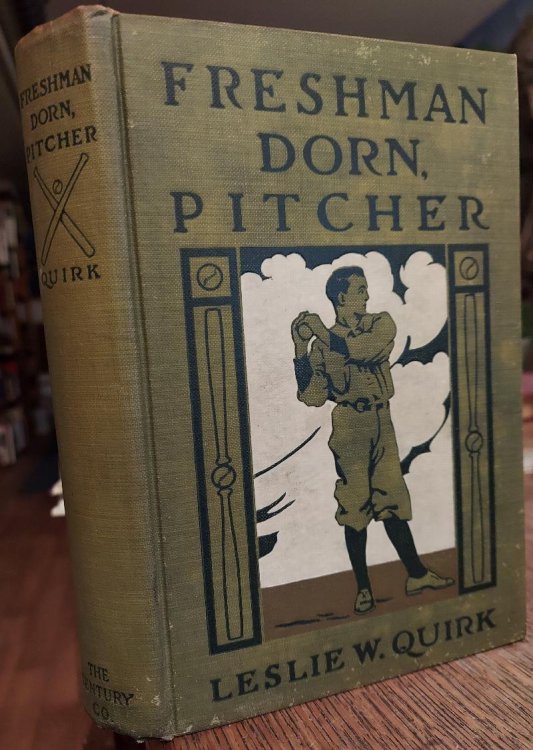 FRESHMAN
DORN,
PITCHER
QUIRK
THE
CENTURY
CO.
FRESHMAN
DORN,
PITCHER
LESLIE W. QUIRK